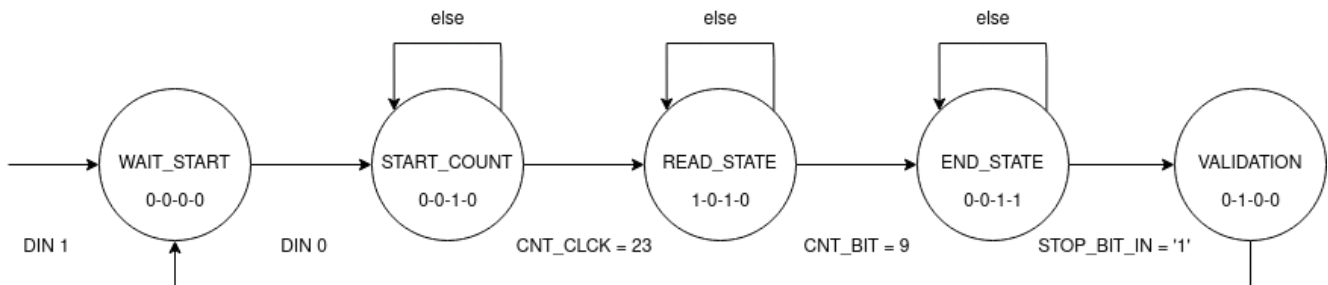 else
else
else
WAIT_START
0-0-0-0
START_COUNT
0-0-1-0
READ_STATE
1-0-1-0
END_STATE
0-0-1-1
VALIDATION
0-1-0-0
DIN 1
DIN 0
CNT_CLCK = 23
CNT_BIT = 9
STOP_BIT_IN = '1'